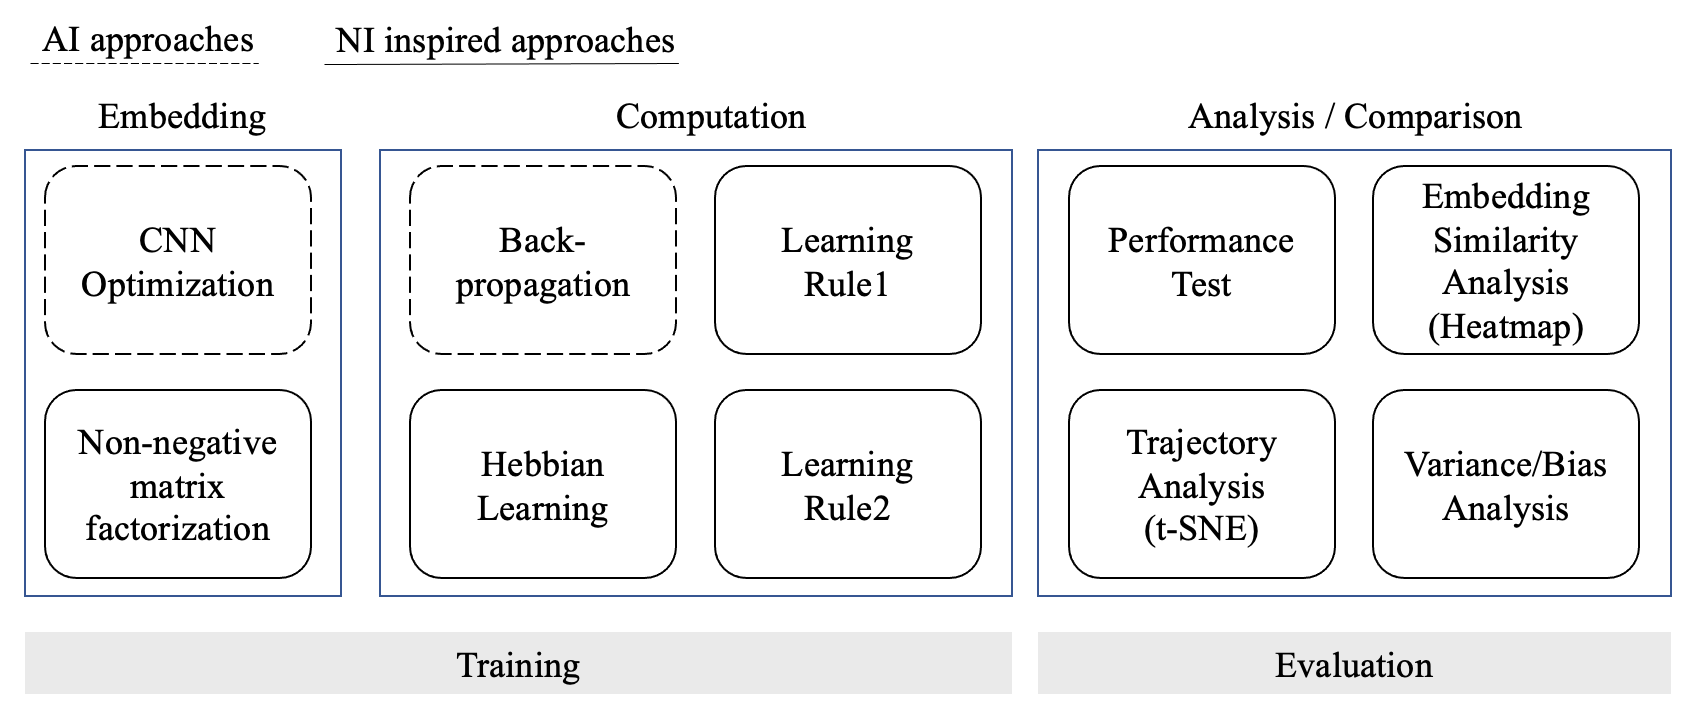 AI approaches
NI inspired approaches
Embedding
Computation
Analysis / Comparison
CNN
Optimization
Non-negative
matrix
factorization
Back-
propagation
Learning
Rule1
Hebbian
Learning
Learning
Rule2
Performance
Test
Embedding
Similarity
Analysis
(Heatmap)
Trajectory
Analysis
(t-SNE)
Variance/Bias
Analysis
Training
Evaluation